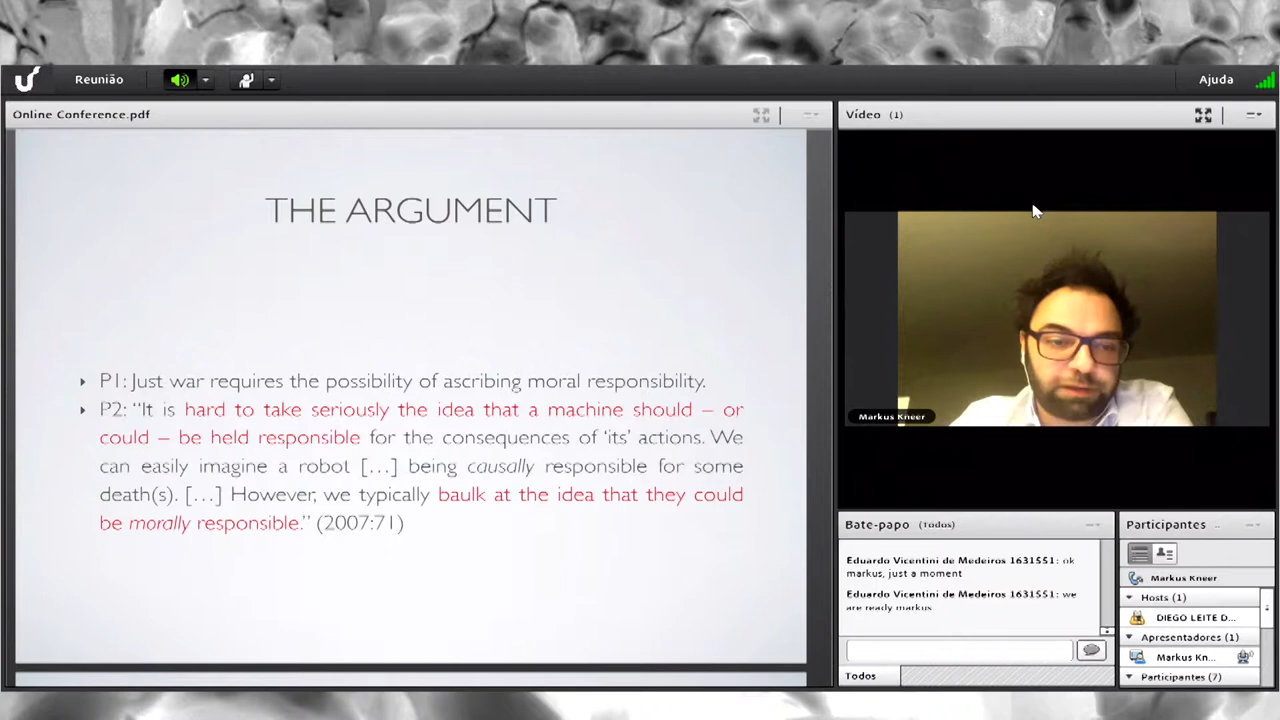 Reunião
Ajuda
Online Conference.pdf
THE ARGUMENT
P1: Just war requires the possibility of ascribing moral responsibility.
P2: “It is hard to take seriously the idea that a machine should – or
could – be held responsible for the consequences of ‘its’ actions. We
can easily imagine a robot […] being causally responsible for some
death(s). […] However, we typically baulk at the idea that they could
be morally responsible.” (2007:71)
Vídeo (1)
Markus Kneer
Bate-papo (Todos)
Eduardo Vicentini de Medeiros 1631551: ok
markus, just a moment
Eduardo Vicentini de Medeiros 1631551: we
are ready markus
Todos
Participantes ..
Markus Kneer
Hosts (1)
DIEGO LEITE D...
Apresentadores (1)
Markus Kn...
Participantes (7)